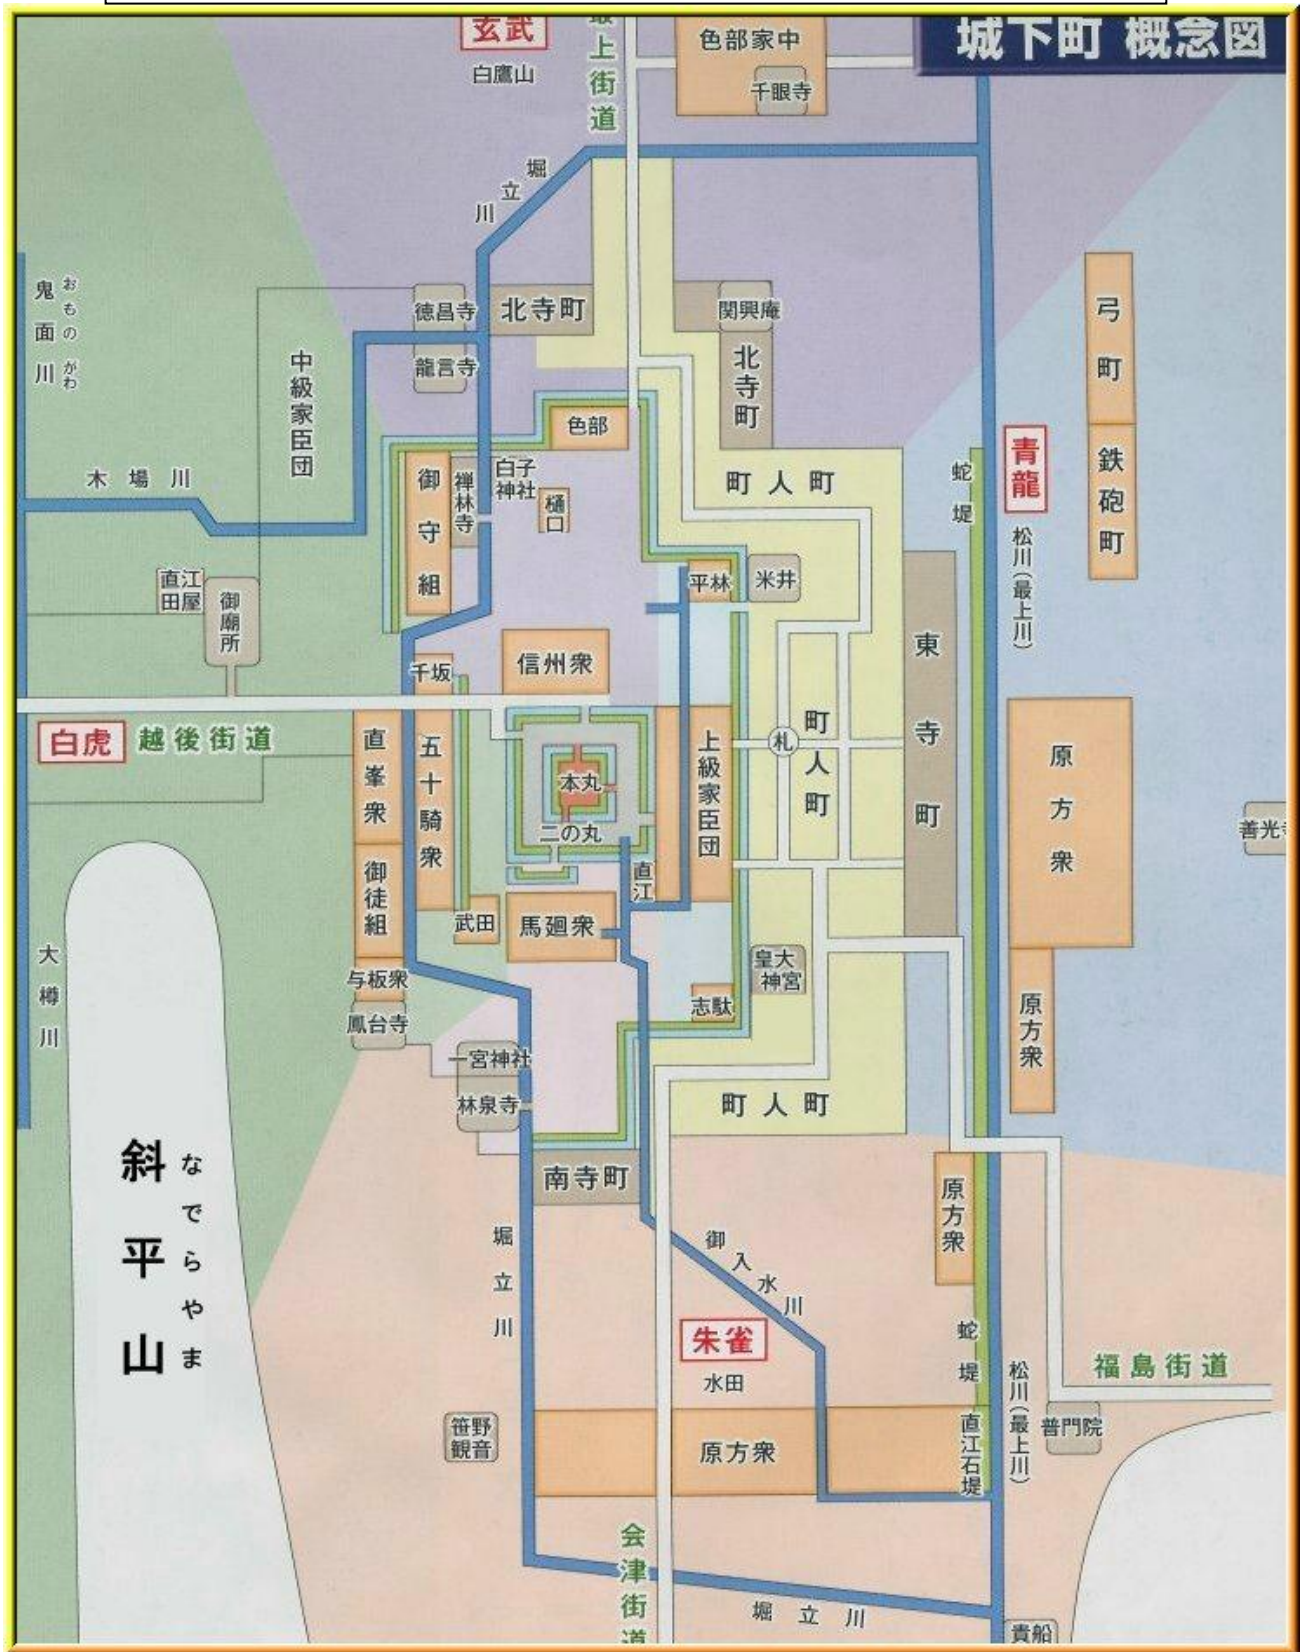 城下町 概念図
玄武
白鷹山
最上街道
色部家中
千眼寺
堀立川
鬼面川
おものがわ
徳昌寺
北寺町
関興庵
龍言寺
北寺町
中級家臣団
弓町
色部
青龍
鉄砲町
町人町
蛇堤
木場川
御守組
禅林寺
白子
神社
樋口
松川(最上川)
平林
米井
直江
田屋
御廟所
東寺町
信州衆
千坂
白虎
越後街道
直峯衆
五十騎衆
本丸
二の丸
上級家臣団
札
町人町
原方衆
善光寺
直江
御徒組
武田
馬廻衆
大樽川
与板衆
皇大
神宮
志駄
鳳台寺
原方衆
一宮神社
林泉寺
町人町
斜平山
なでらやま
南寺町
原方衆
堀立川
御入水川
朱雀
水田
蛇堤
福島街道
松川(最上川)
笹野
観音
原方衆
直江石堤
普門院
会津街道
堀立川
貴船